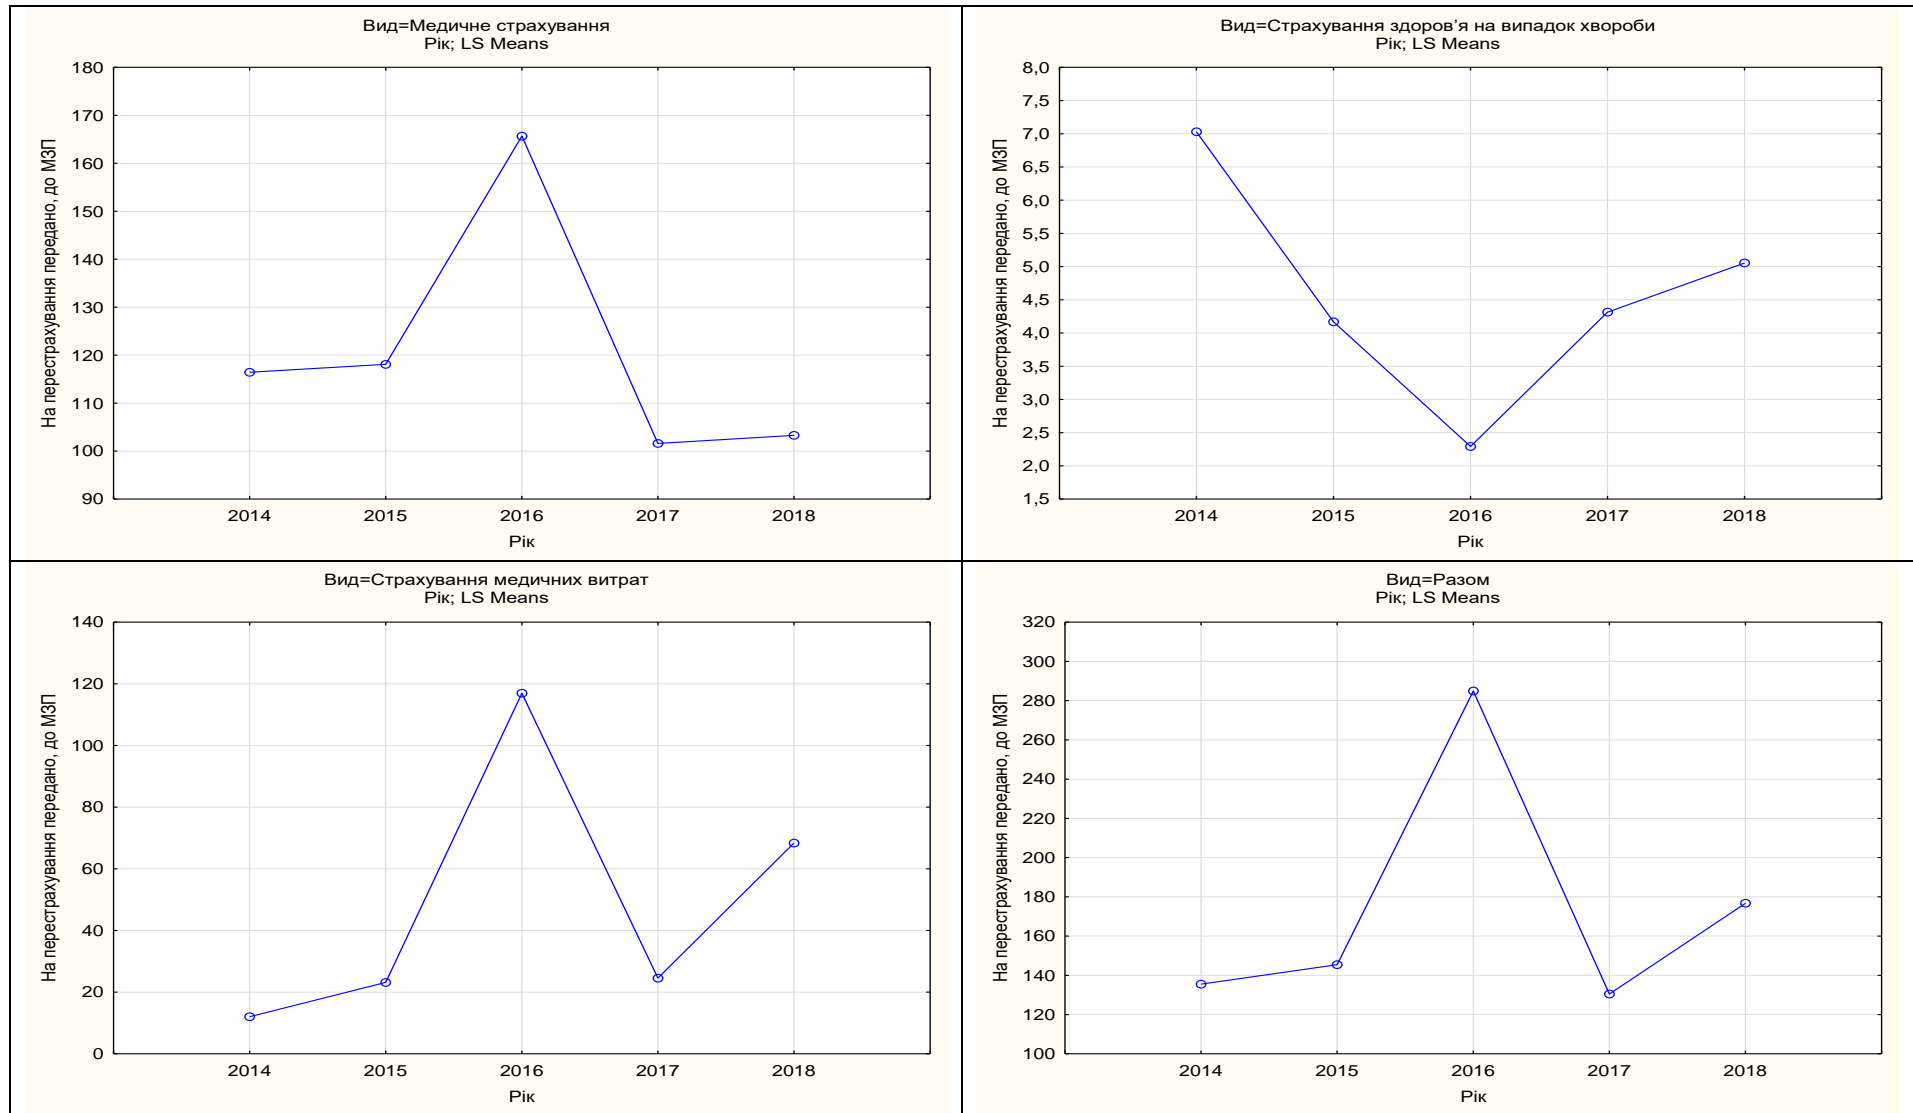 Вид=Медичне страхування
Рік; LS Means
На перестрахування передано, до МЗП
180
170
160
150
140
130
120
110
100
90
2014 2015 2016 2017 2018
Рік
Вид=Страхування здоров’я на випадок хвороби
Рік; LS Means
На перестрахування передано, до МЗП
8,0
7,5
7,0
6,5
6,0
5,5
5,0
4,5
4,0
3,5
3,0
2,5
2,0
1,5
2014 2015 2016 2017 2018
Рік
Вид=Страхування медичних витрат
Рік; LS Means
На перестрахування передано, до МЗП
140
120
100
80
60
40
20
0
2014 2015 2016 2017 2018
Рік
Вид=Разом
Рік; LS Means
На перестрахування передано, до МЗП
320
300
280
260
240
220
200
180
160
140
120
100
2014 2015 2016 2017 2018
Рік